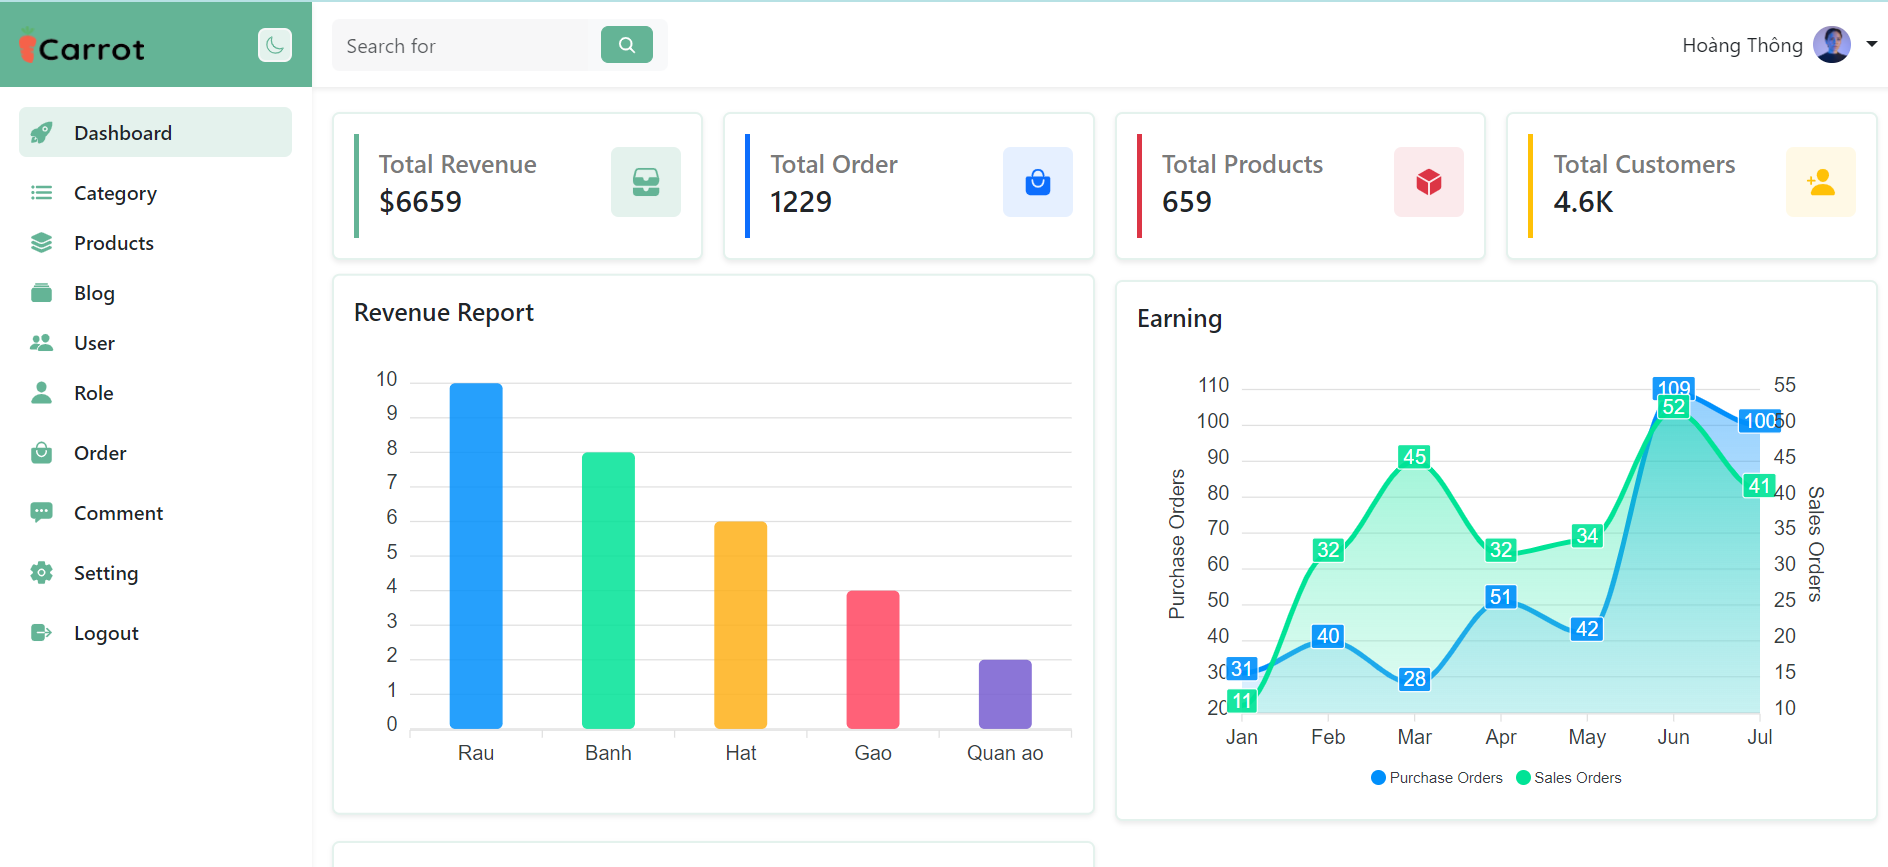 Carrot
Search for
Hoàng Thông
Dashboard
Category
Products
Blog
User
Role
Order
Comment
Setting
Logout
Total Revenue
$6659
Total Order
1229
Total Products
659
Total Customers
4.6K
Revenue Report
10
9
8
7
6
5
4
3
2
1
0
Rau
Banh
Hat
Gao
Quan ao
Earning
Purchase Orders
110
100
90
80
70
60
50
40
30
20
31
40
28
51
42
109
100
11
32
45
32
34
52
41
55
50
45
40
35
30
25
20
15
10
Sales Orders
Jan
Feb
Mar
Apr
May
Jun
Jul
Purchase Orders
Sales Orders